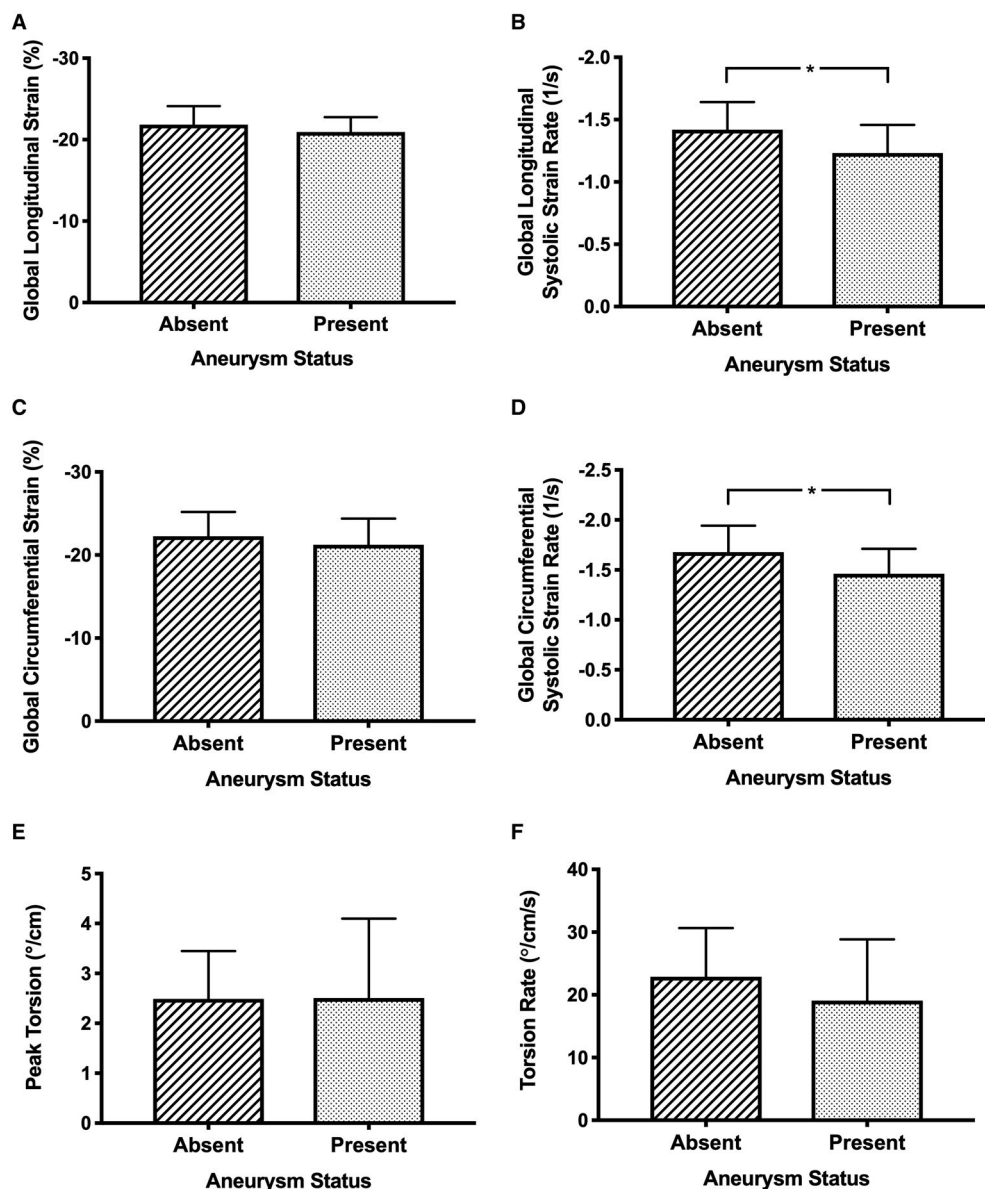 A
Global Longitudinal Strain (%)
-30
-20
-10
0
Absent
Present
Aneurysm Status
B
Global Longitudinal
Systolic Strain Rate (1/s)
-2.0
-1.5
-1.0
-0.5
0.0
*
Absent
Present
Aneurysm Status
C
Global Circumferential Strain (%)
-30
-20
-10
0
Absent
Present
Aneurysm Status
D
Global Circumferential
Systolic Strain Rate (1/s)
-2.5
-2.0
-1.5
-1.0
-0.5
0.0
*
Absent
Present
Aneurysm Status
E
Peak Torsion (°/cm)
5
4
3
2
1
0
Absent
Present
Aneurysm Status
F
Torsion Rate (°/cm/s)
40
30
20
10
0
Absent
Present
Aneurysm Status